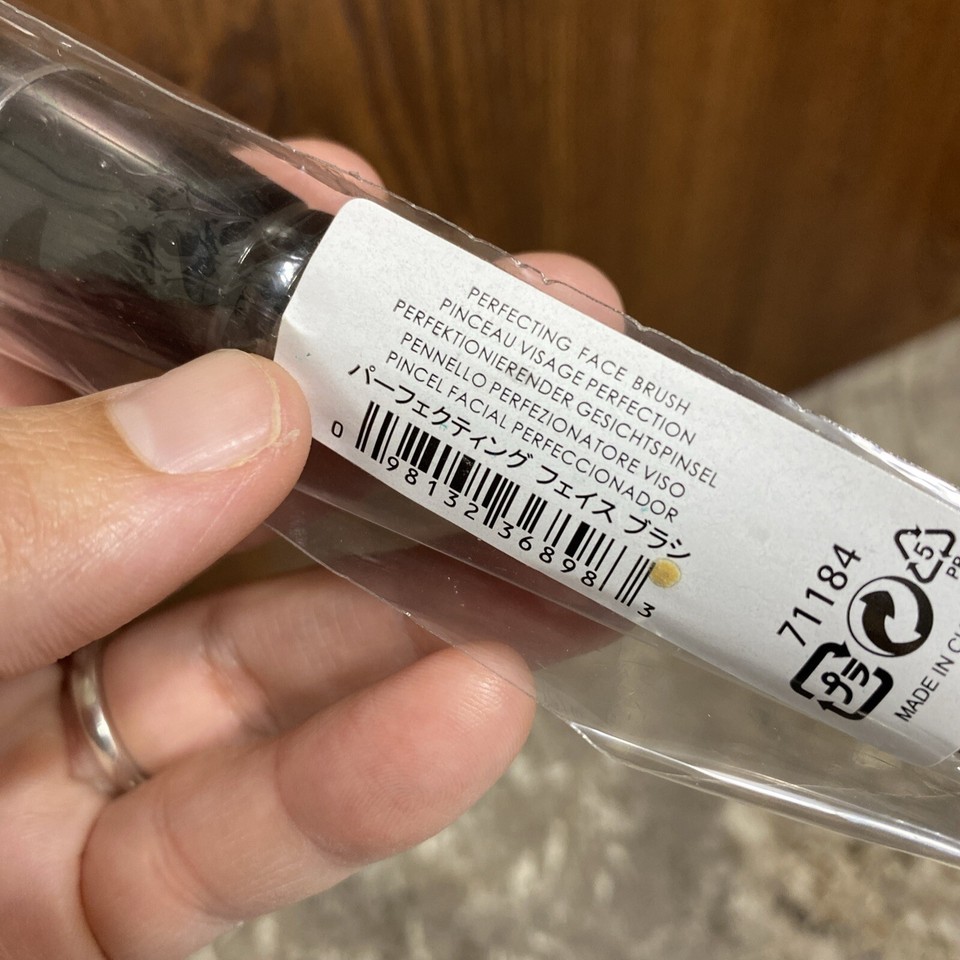 PERFECTING FACE BRUSH
PINCEAU VISAGE PERFECTION
PERFEKTIONIERENDER GESICHTSPINSEL
PENNELLO PERFEZIONATORE VISO
PINCEL FACIAL PERFECCIONADOR
パーフェクティング フェイス ブラシ
0 98132 36898 3
71184
プラ
5
MADE IN